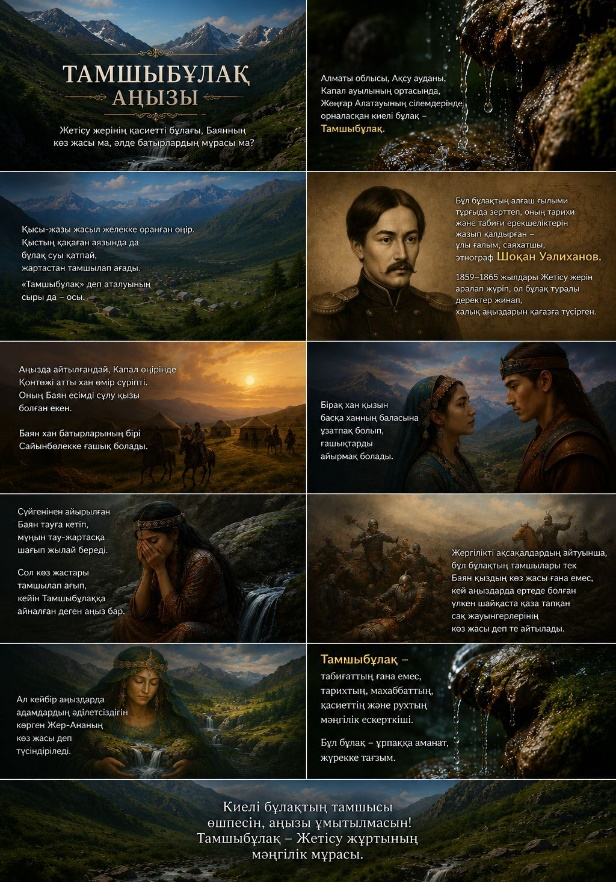 ТАМШЫБҰЛАҚ
АҢЫЗЫ
Жетісу жерінің қасиетті бұлағы, Баянның
көз жасы ма, әлде батырлардың мұрасы ма?
Алматы облысы, Ақсу ауданы,
Капал ауылының ортасында,
Жоңғар Алатауының сілемдерінде
орналасқан киелі бұлақ –
Тамшыбұлақ.
Қысы-жазы жасыл желекке оранған өңір.
Қыстың қақаған аязында да
бұлақ суы қатпай,
жартастан тамшылап ағады.
«Тамшыбулак» деп аталуының
сыры да – осы.
Бұл бұлақтың алғаш ғылыми
тұрғыда зерттеп, оның тарихи
және табиғи ерекшеліктерін
жазып қалдырған –
ұлы ғалым, саяхатшы,
этнограф Шоқан Уәлиханов.
1859–1865 жылдары Жетісу жерін
аралап жүріп, ол бұлақ туралы
деректер жинап,
халық аңыздарын қағазға түсірген.
Аңызда айтылғандай, Капал өңірінде
Қонтөжі атты хан өмір сүріпті.
Оның Баян есімді сұлу қызы
болған екен.
Баян хан батырларының бірі
Сайынбөлекке ғашық болады.
Бірақ хан қызын
басқа ханның баласына
ұзатпақ болып,
ғашықтарды
айырмақ болады.
Сүйгенінен айырылған
Баян тауға кетіп,
мұңын тау-жартасқа
шағып жылай береді.
Сол көз жастары
тамшылап ағып,
кейін Тамшыбұлаққа
айналған деген аңыз бар.
Жергілікті ақсақалдардың айтуынша,
бұл бұлақтың тамшылары тек
Баян қыздың көз жасы ғана емес,
кей аңыздарда ертеде болған
үлкен шайқаста қаза тапқан
сақ жауынгерлерінің
көз жасы деп те айтылады.
Ал кейбір аңыздарда
адамдардың әділетсіздігін
көрген Жер-Ананың
көз жасы деп
түсіндіріледі.
Тамшыбұлақ –
табиғаттың ғана емес,
тарихтың, махаббаттың,
қасиеттің және рухтың
мәңгілік ескерткіші.
Бұл бұлақ – ұрпаққа аманат,
жүрекке тағзым.
Киелі бұлақтың тамшысы
өшпесін, аңызы ұмытылмасын!
Тамшыбұлақ – Жетісу жұртының
мәңгілік мұрасы.